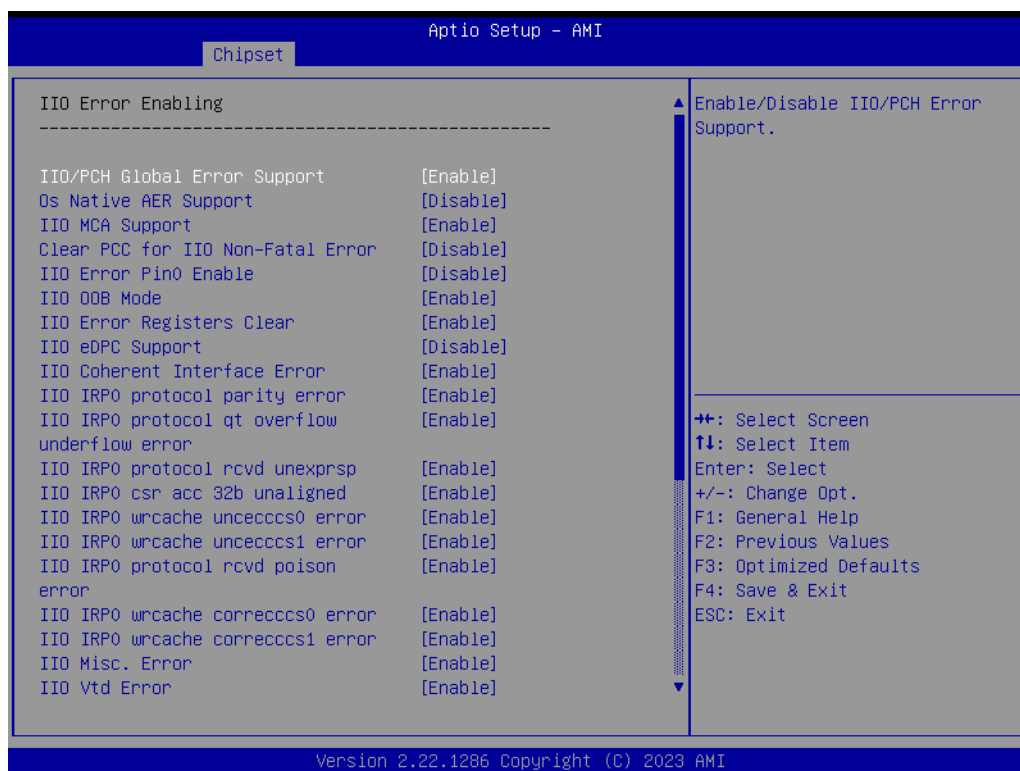 Aptio Setup – AMI
Chipset
IIO Error Enabling
--------------------------------------------------
IIO/PCH Global Error Support [Enable]
Os Native AER Support [Disable]
IIO MCA Support [Enable]
Clear PCC for IIO Non-Fatal Error [Disable]
IIO Error Pin0 Enable [Disable]
IIO OOB Mode [Enable]
IIO Error Registers Clear [Enable]
IIO eDPC Support [Disable]
IIO Coherent Interface Error [Enable]
IIO IRP0 protocol parity error [Enable]
IIO IRP0 protocol qt overflow [Enable]
underflow error
IIO IRP0 protocol rcvd unexprsp [Enable]
IIO IRP0 csr acc 32b unaligned [Enable]
IIO IRP0 wrcache uncecccs0 error [Enable]
IIO IRP0 wrcache uncecccs1 error [Enable]
IIO IRP0 protocol rcvd poison [Enable]
error
IIO IRP0 wrcache correcccs0 error [Enable]
IIO IRP0 wrcache correcccs1 error [Enable]
IIO Misc. Error [Enable]
IIO Vtd Error [Enable]
Enable/Disable IIO/PCH Error
Support.
→←: Select Screen
↑↓: Select Item
Enter: Select
+/-: Change Opt.
F1: General Help
F2: Previous Values
F3: Optimized Defaults
F4: Save & Exit
ESC: Exit
Version 2.22.1286 Copyright (C) 2023 AMI